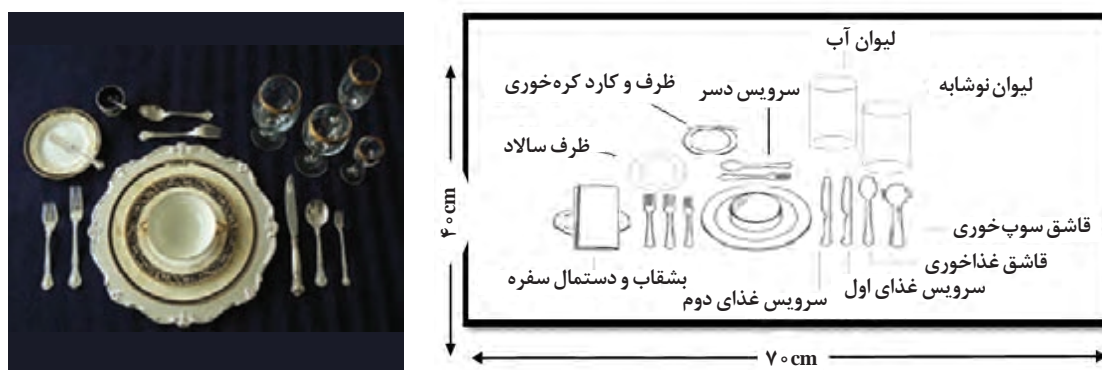 لیوان آب
لیوان نوشابه
ظرف و کارد کره‌خوری
سرویس دسر
ظرف سالاد
قاشق سوپ‌خوری
قاشق غذاخوری
سرویس غذای اول
سرویس غذای دوم
بشقاب و دستمال سفره
۴۰cm
۷۰cm